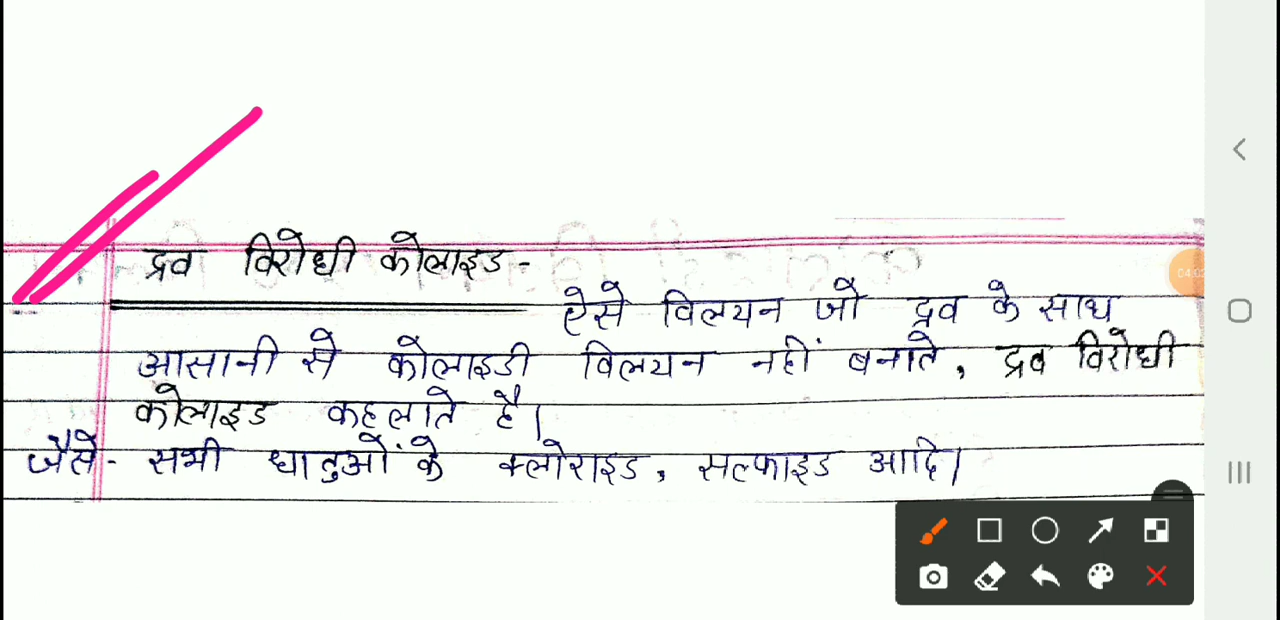 द्रव विरोधी कोलाइड -
ऐसे विलयन जो द्रव के साथ
आसानी से कोलाइडी विलयन नहीं बनाते, द्रव विरोधी
कोलाइड कहलाते है।
जैसे- सभी धातुओं के क्लोराइड, सल्फाइड आदि।